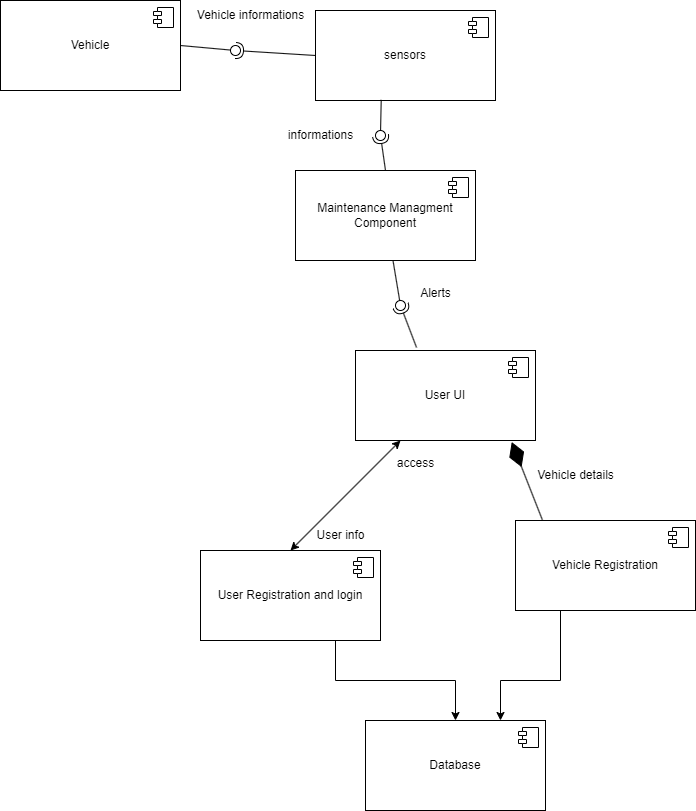 Vehicle informations
Vehicle
sensors
informations
Maintenance Managment
Component
Alerts
User UI
access
Vehicle details
User info
Vehicle Registration
User Registration and login
Database